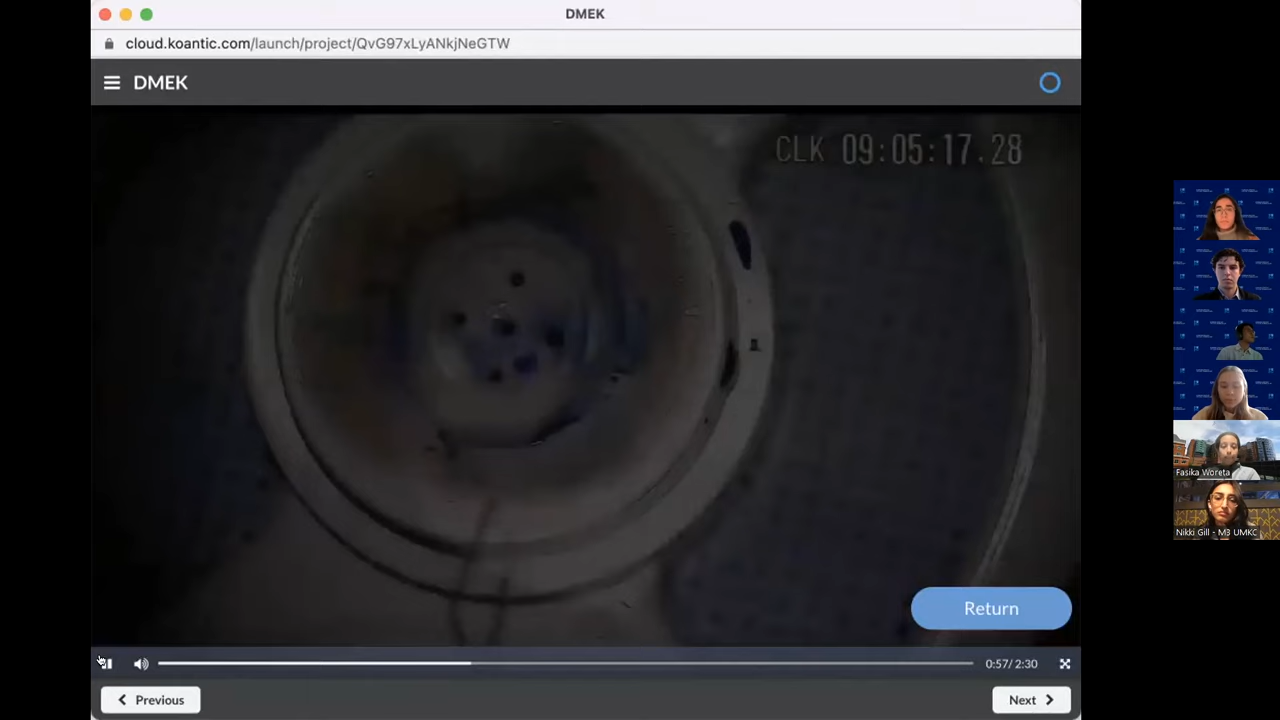 DMEK
cloud.koantic.com/launch/project/QvG97xLyANkjNeGTW
DMEK
CLK 09:05:17.28
Return
0:57/ 2:30
Previous
Next
Fasika Woreta
Nikki Gill - M3 UMKC